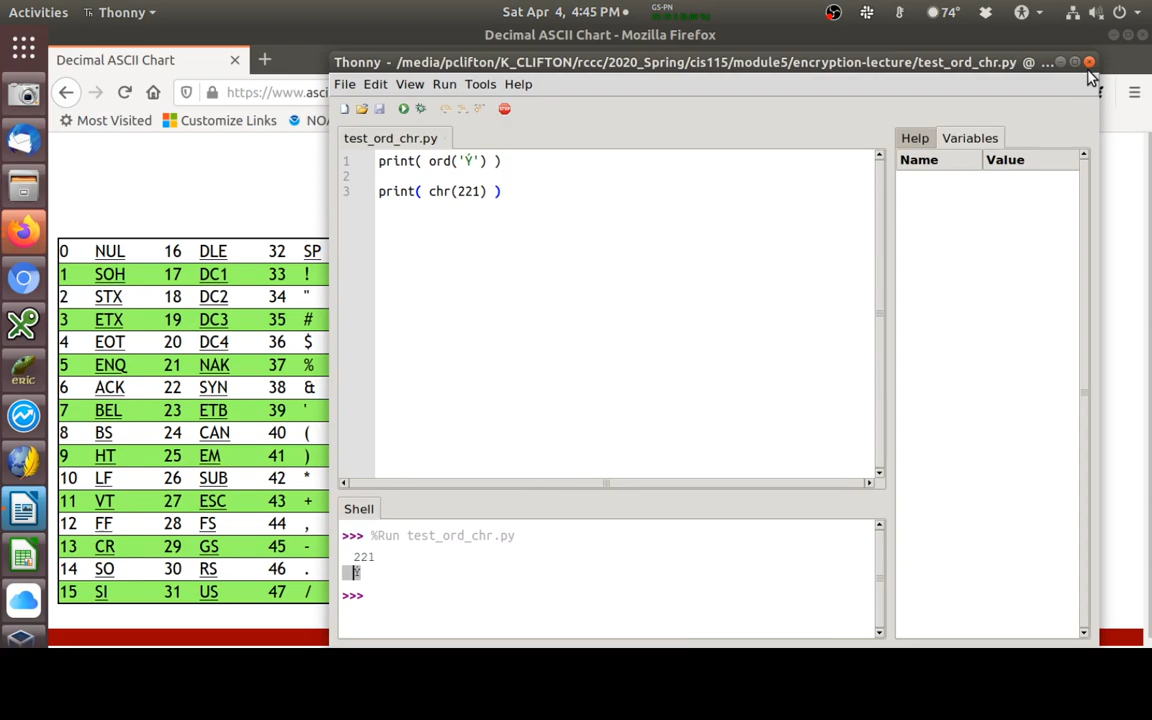 Activities Thonny Sat Apr 4, 4:45 PM GS-PN 74°
Decimal ASCII Chart - Mozilla Firefox
Decimal ASCII Chart
Thonny - /media/pclifton/K_CLIFTON/rccc/2020_Spring/cis115/module5/encryption-lecture/test_ord_chr.py @ ...
File Edit View Run Tools Help
https://www.asci
Most Visited Customize Links NOA
test_ord_chr.py
Help Variables
Name Value
1 print( ord('Ý') )
2
3 print( chr(221) )
0 NUL 16 DLE 32 SP
1 SOH 17 DC1 33 !
2 STX 18 DC2 34 "
3 ETX 19 DC3 35 #
4 EOT 20 DC4 36 $
5 ENQ 21 NAK 37 %
6 ACK 22 SYN 38 &
7 BEL 23 ETB 39 '
8 BS 24 CAN 40 (
9 HT 25 EM 41 )
10 LF 26 SUB 42 *
11 VT 27 ESC 43 +
12 FF 28 FS 44 ,
13 CR 29 GS 45 -
14 SO 30 RS 46 .
15 SI 31 US 47 /
eric
Shell
>>> %Run test_ord_chr.py
221
Ý
>>>